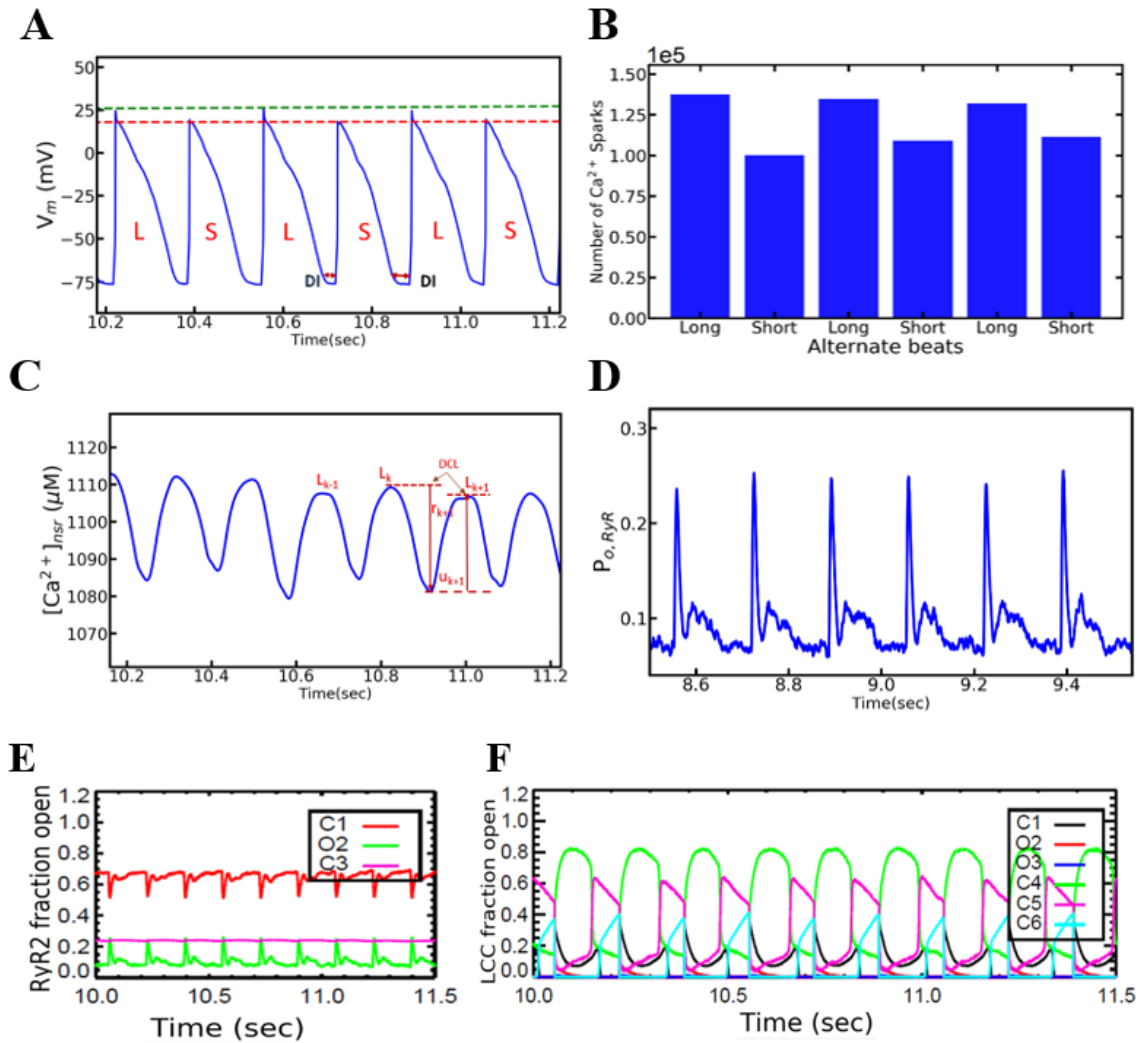 A
50
25
0
−25
−50
−75
V_m (mV)
L
S
L
S
L
S
DI
DI
10.2
10.4
10.6
10.8
11.0
11.2
Time(sec)
B
1e5
1.50
1.25
1.00
0.75
0.50
0.25
0.00
Number of Ca²⁺ Sparks
Long
Short
Long
Short
Long
Short
Alternate beats
C
1120
1110
1100
1090
1080
1070
[Ca²⁺]_nsr (μM)
L_k-1
L_k
DCL
L_k+1
r_k+1
u_k+1
10.2
10.4
10.6
10.8
11.0
11.2
Time(sec)
D
0.3
0.2
0.1
P_o,RyR
8.6
8.8
9.0
9.2
9.4
Time(sec)
E
1.2
1.0
0.8
0.6
0.4
0.2
0.0
RyR2 fraction open
C1
O2
C3
10.0
10.5
11.0
11.5
Time (sec)
F
1.2
1.0
0.8
0.6
0.4
0.2
0.0
LCC fraction open
C1
O2
O3
C4
C5
C6
10.0
10.5
11.0
11.5
Time (sec)